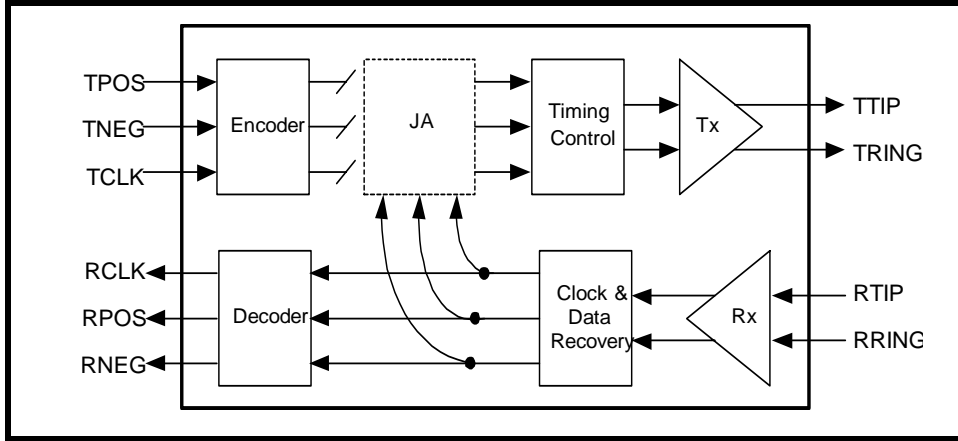 TPOS
TNEG
TCLK
Encoder
JA
Timing
Control
Tx
TTIP
TRING
RCLK
RPOS
RNEG
Decoder
Clock &
Data
Recovery
Rx
RTIP
RRING